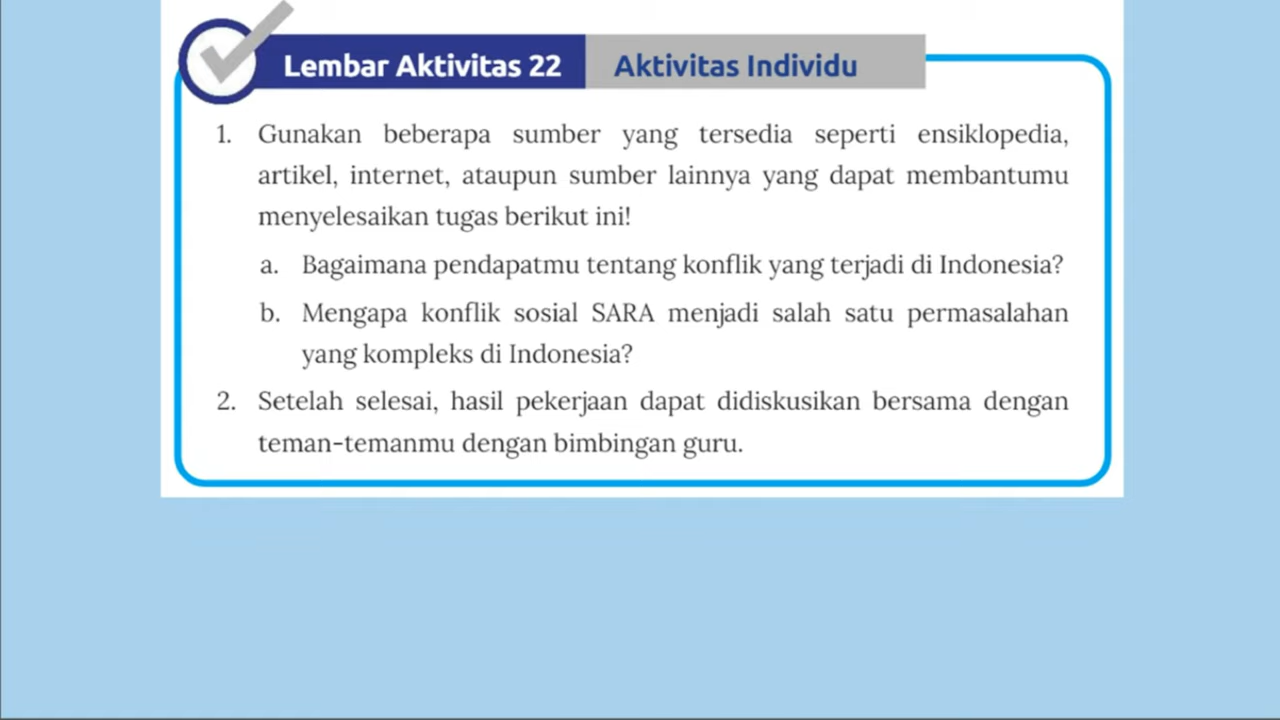 Lembar Aktivitas 22 Aktivitas Individu
1. Gunakan beberapa sumber yang tersedia seperti ensiklopedia,
artikel, internet, ataupun sumber lainnya yang dapat membantumu
menyelesaikan tugas berikut ini!
a. Bagaimana pendapatmu tentang konflik yang terjadi di Indonesia?
b. Mengapa konflik sosial SARA menjadi salah satu permasalahan
yang kompleks di Indonesia?
2. Setelah selesai, hasil pekerjaan dapat didiskusikan bersama dengan
teman-temanmu dengan bimbingan guru.